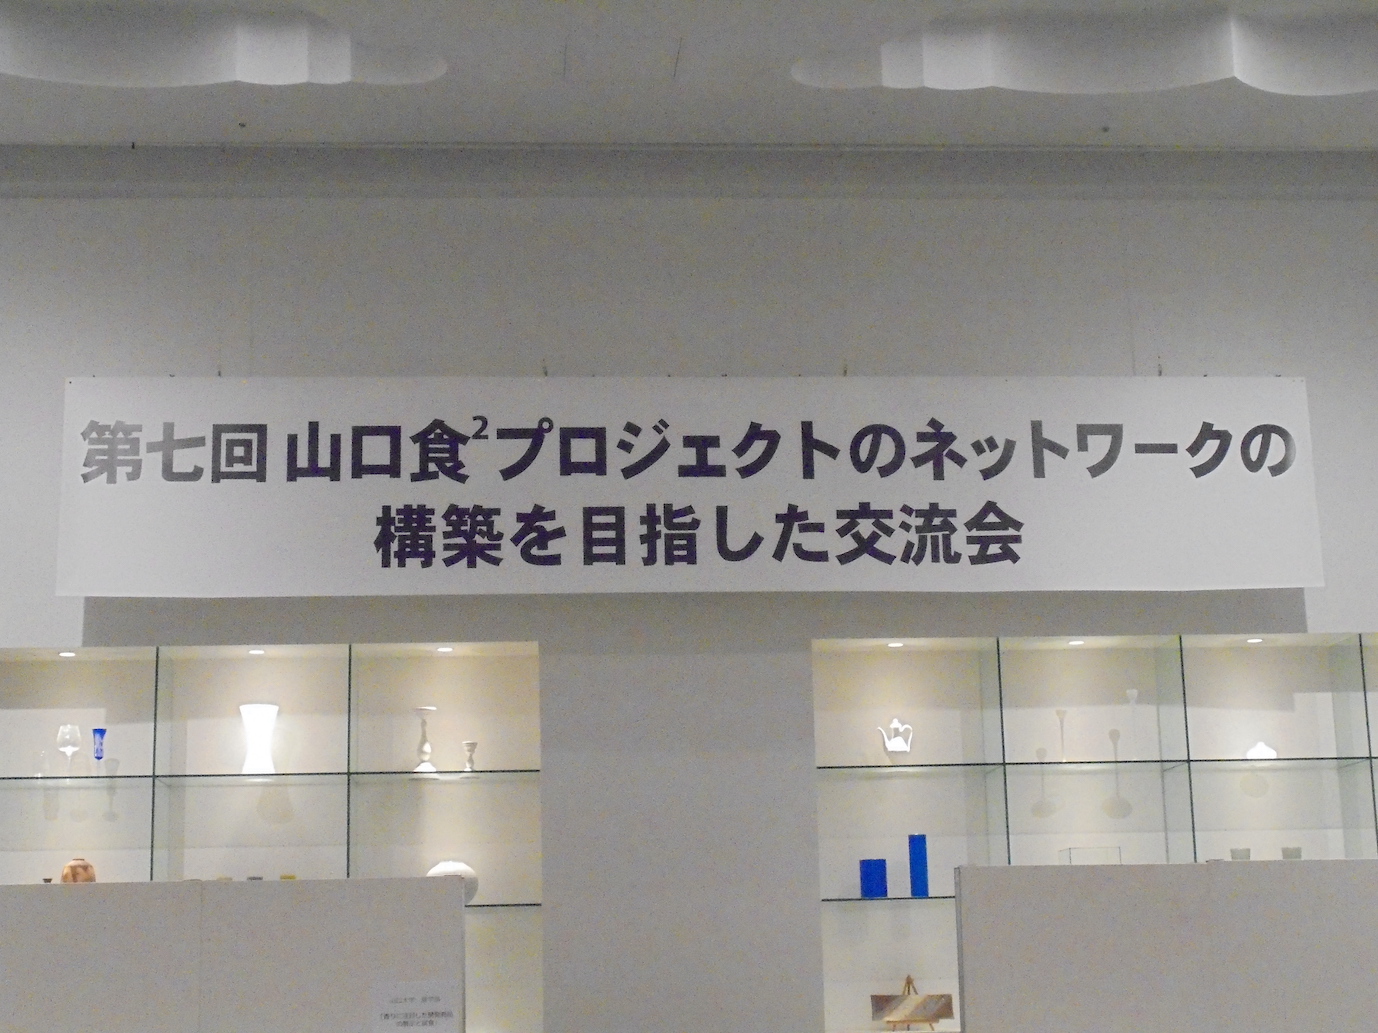 第七回 山口食²プロジェクトのネットワークの
構築を目指した交流会